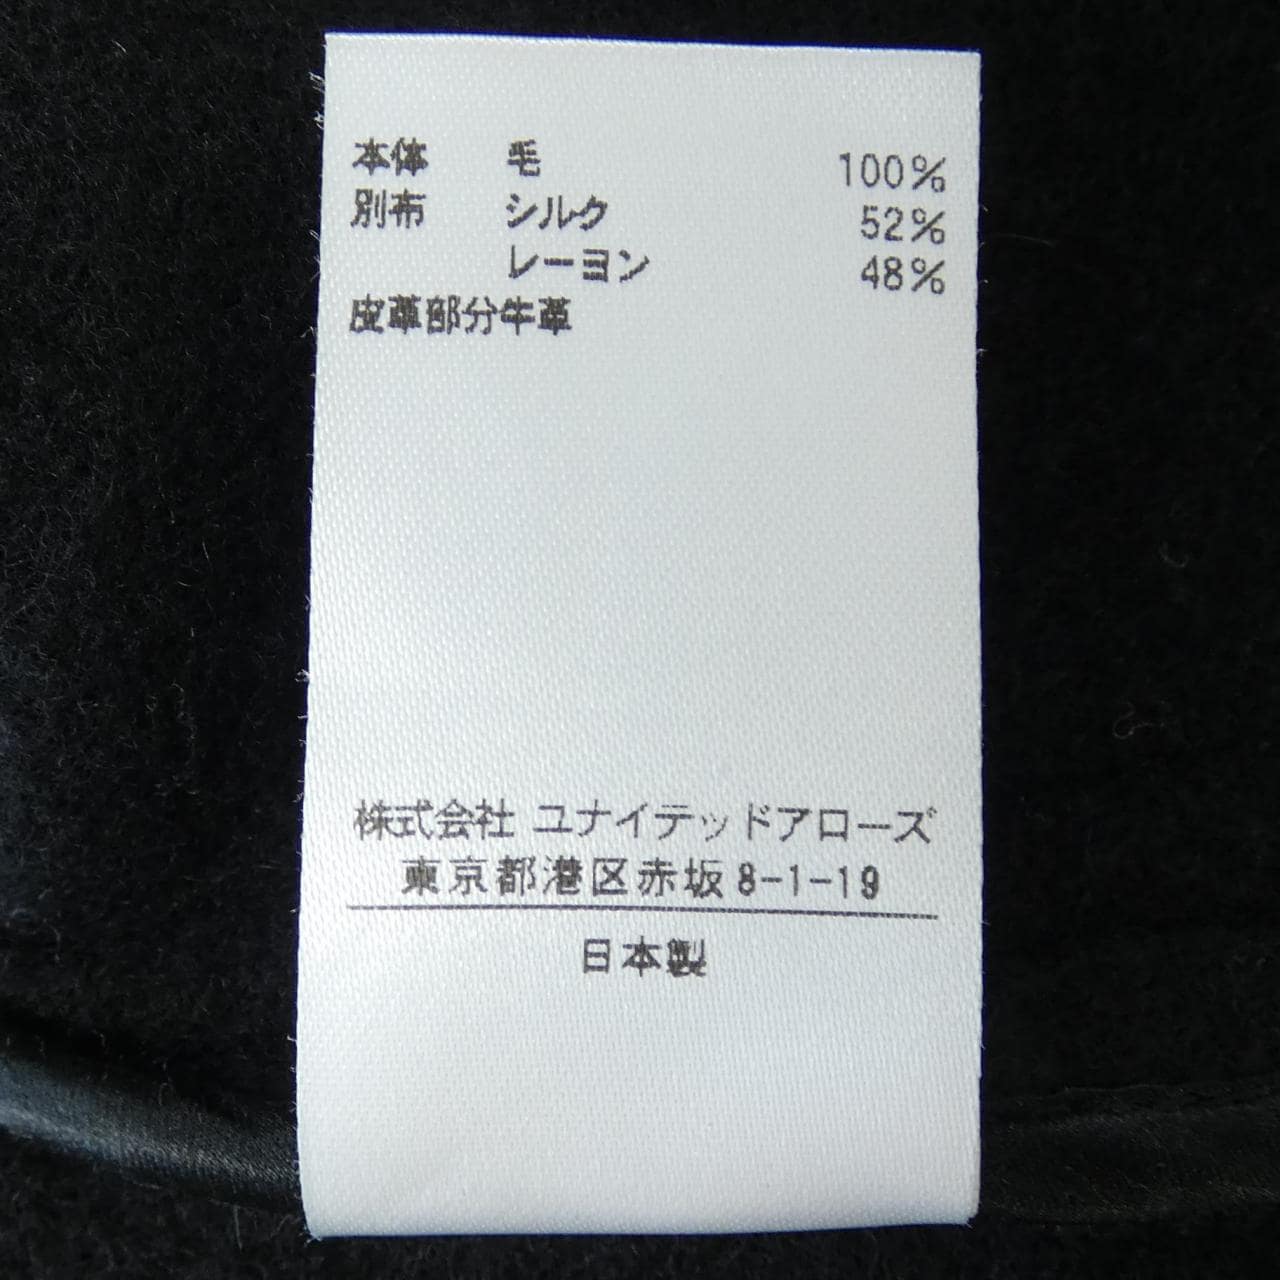 本体 毛 100%
別布 シルク 52%
レーヨン 48%
皮革部分牛革
株式会社 ユナイテッドアローズ
東京都港区赤坂8-1-19
日本製